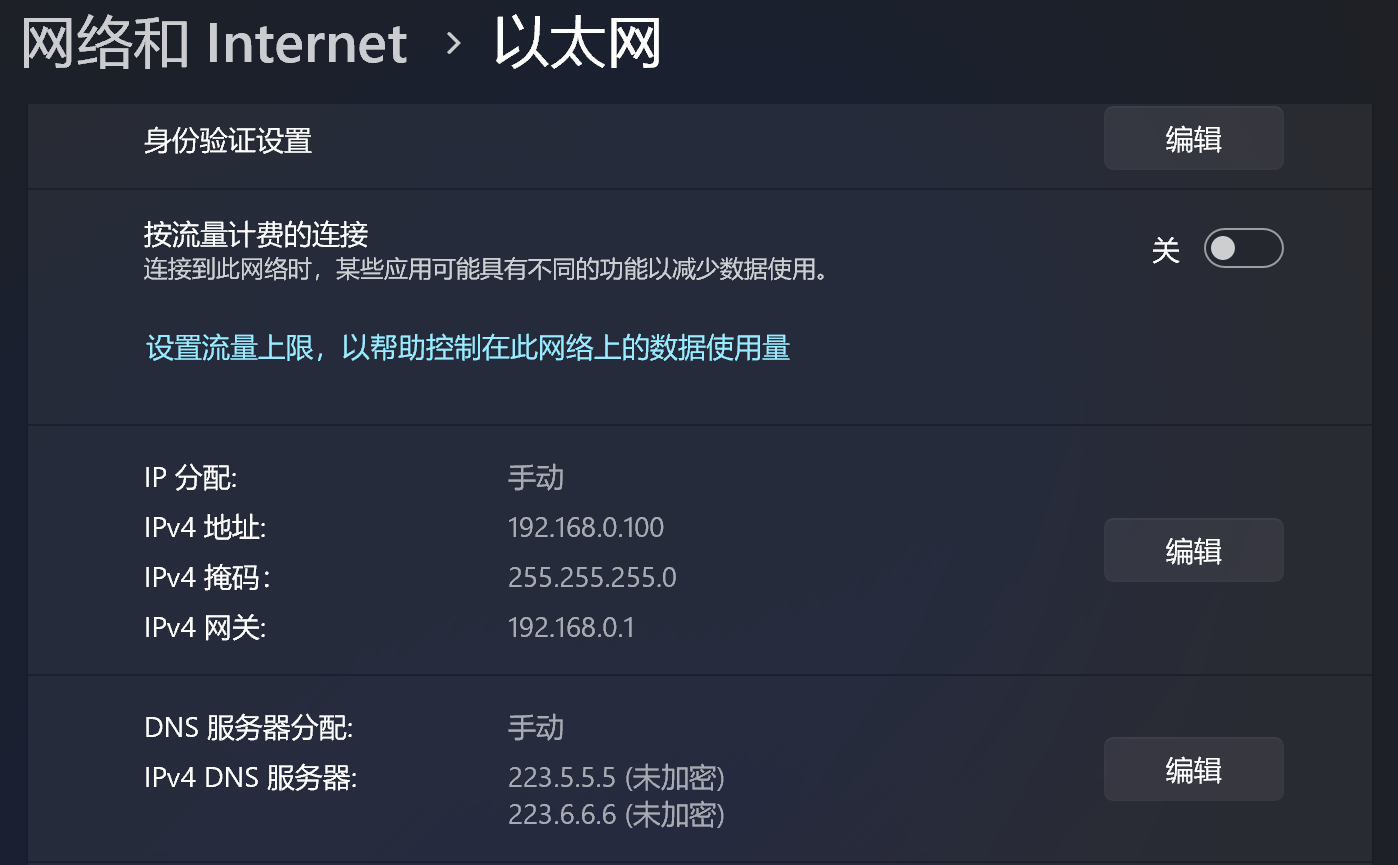 网络和 Internet > 以太网
身份验证设置 编辑
按流量计费的连接
连接到此网络时，某些应用可能具有不同的功能以减少数据使用。
关
设置流量上限，以帮助控制在此网络上的数据使用量
IP 分配: 手动
IPv4 地址: 192.168.0.100
IPv4 掩码： 255.255.255.0
IPv4 网关: 192.168.0.1
编辑
DNS 服务器分配: 手动
IPv4 DNS 服务器: 223.5.5.5 (未加密)
223.6.6.6 (未加密)
编辑